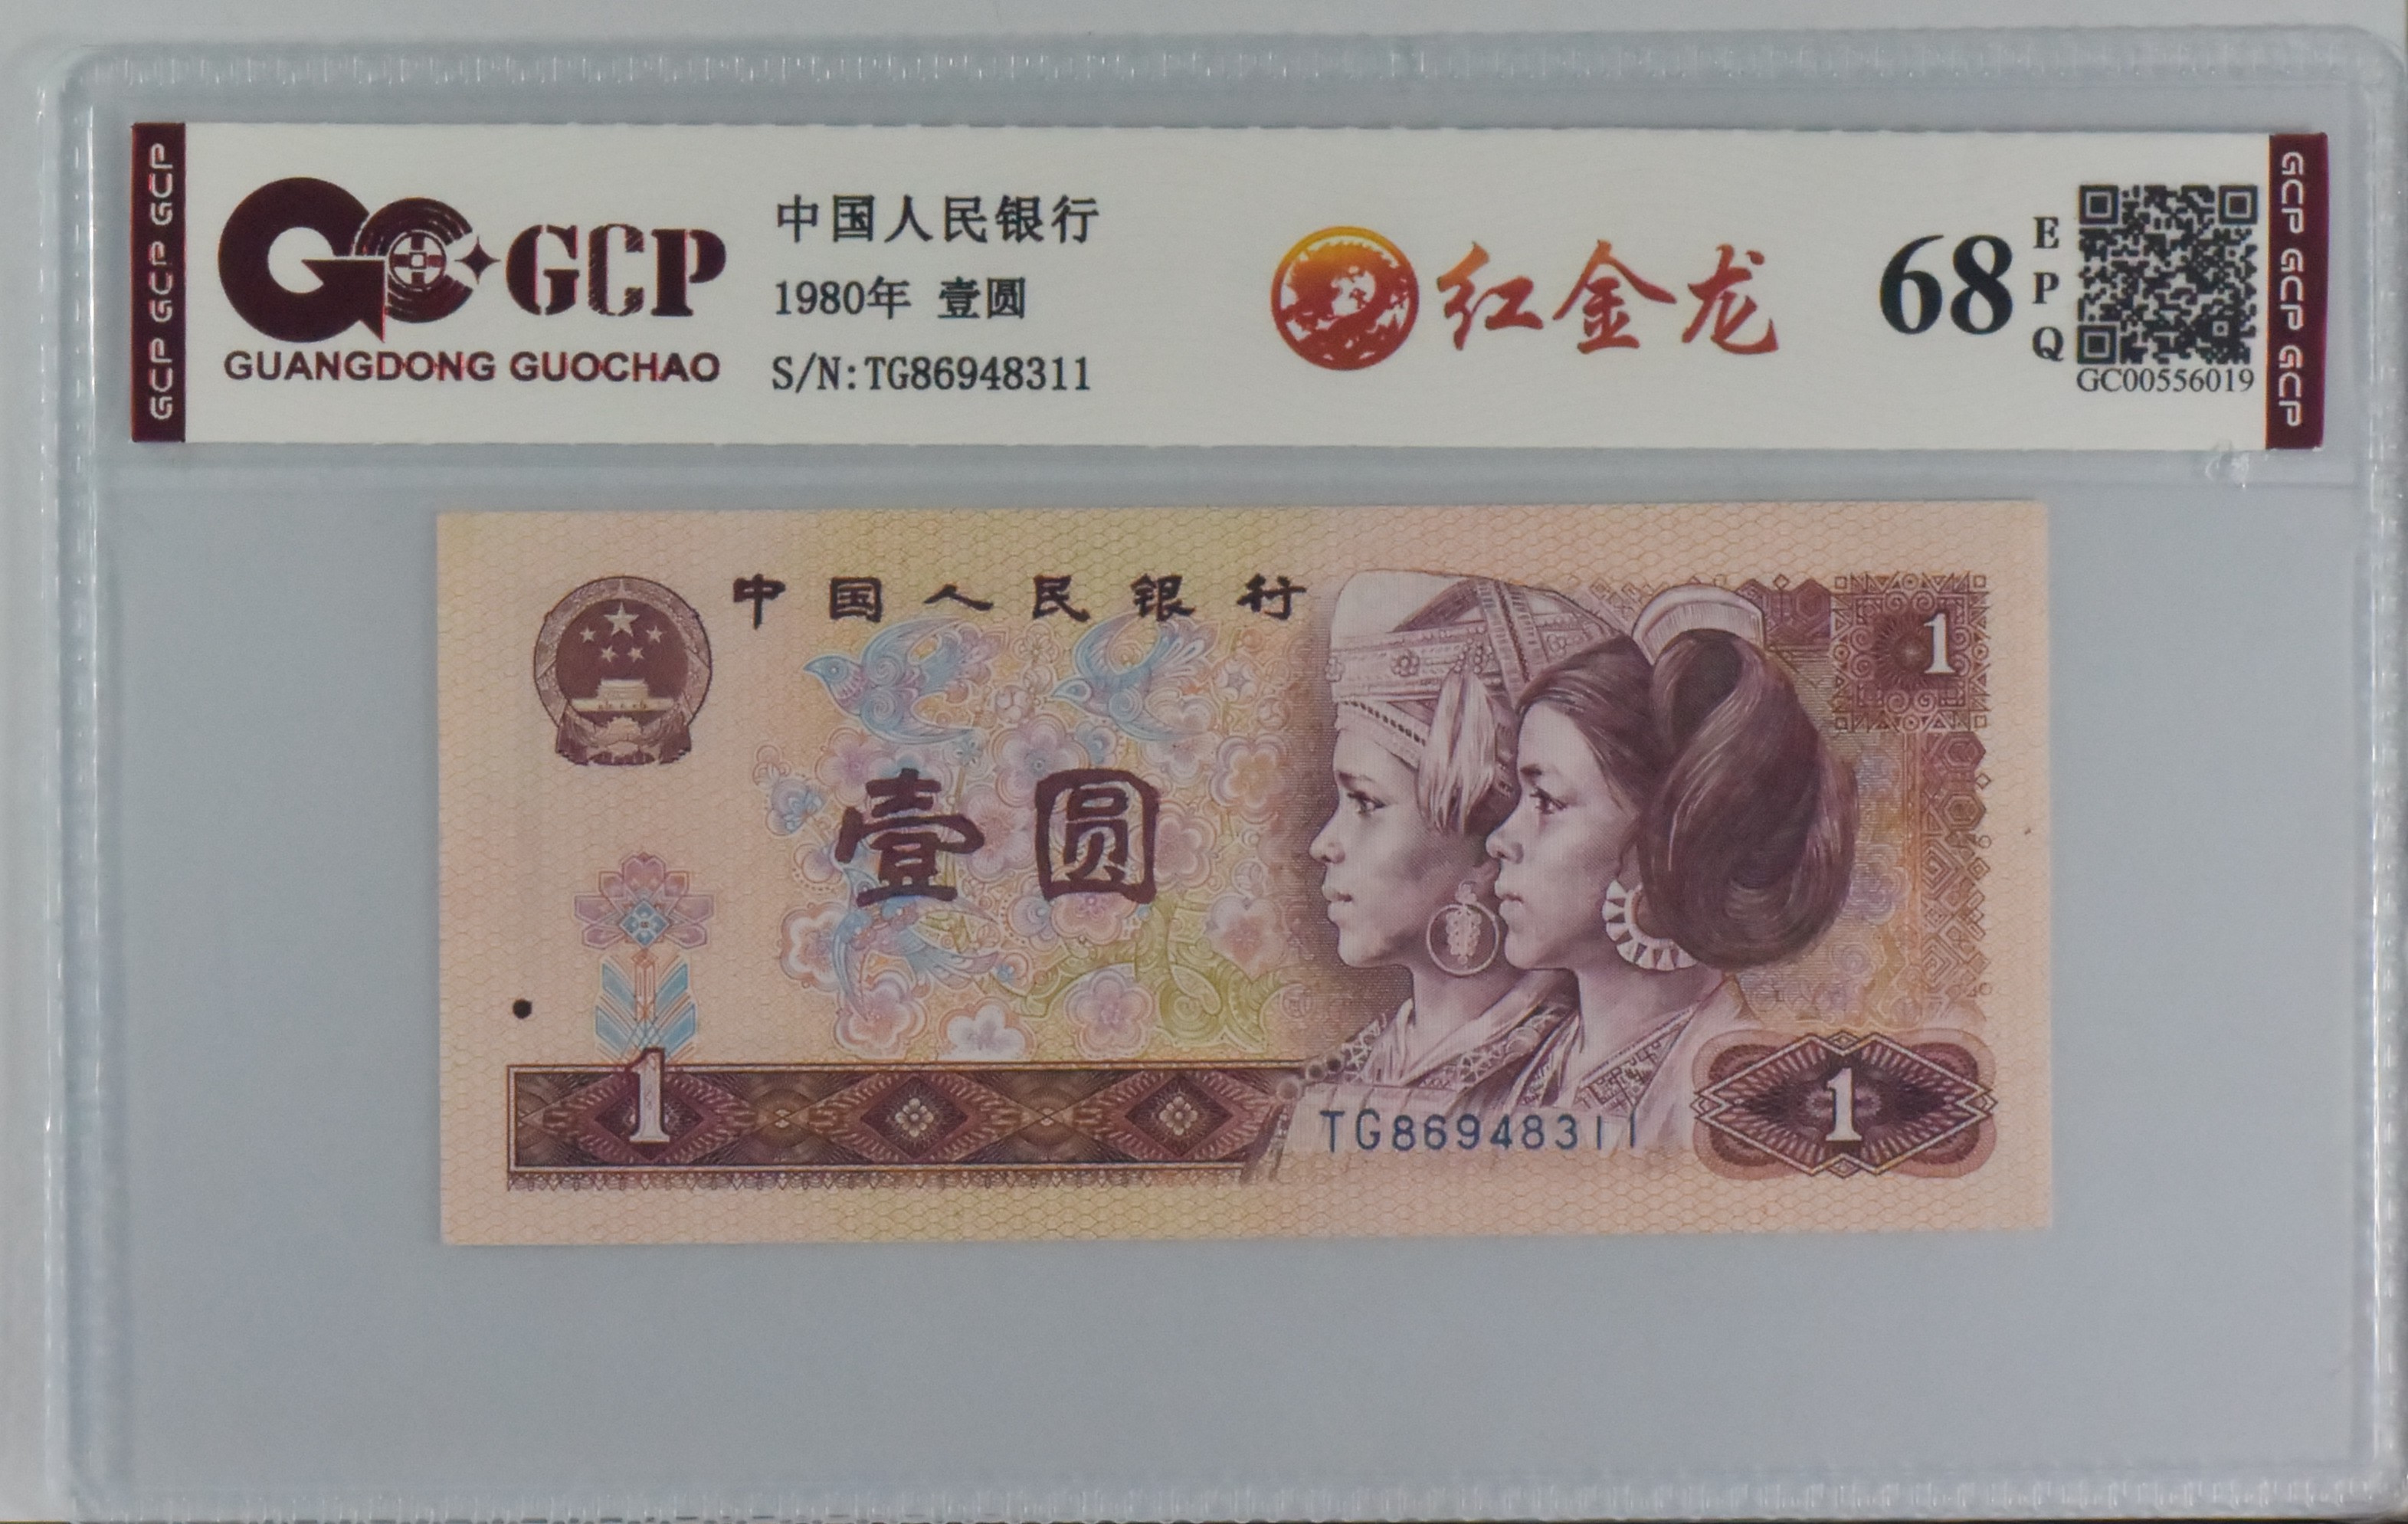 GCP GCP GCP
GCP
GUANGDONG GUOCHAO
中国人民银行
1980年 壹圆
S/N:TG86948311
红金龙
68
E
P
Q
GC00556019
GCP GCP GCP
中国人民银行
1
壹圆
1
TG86948311
1